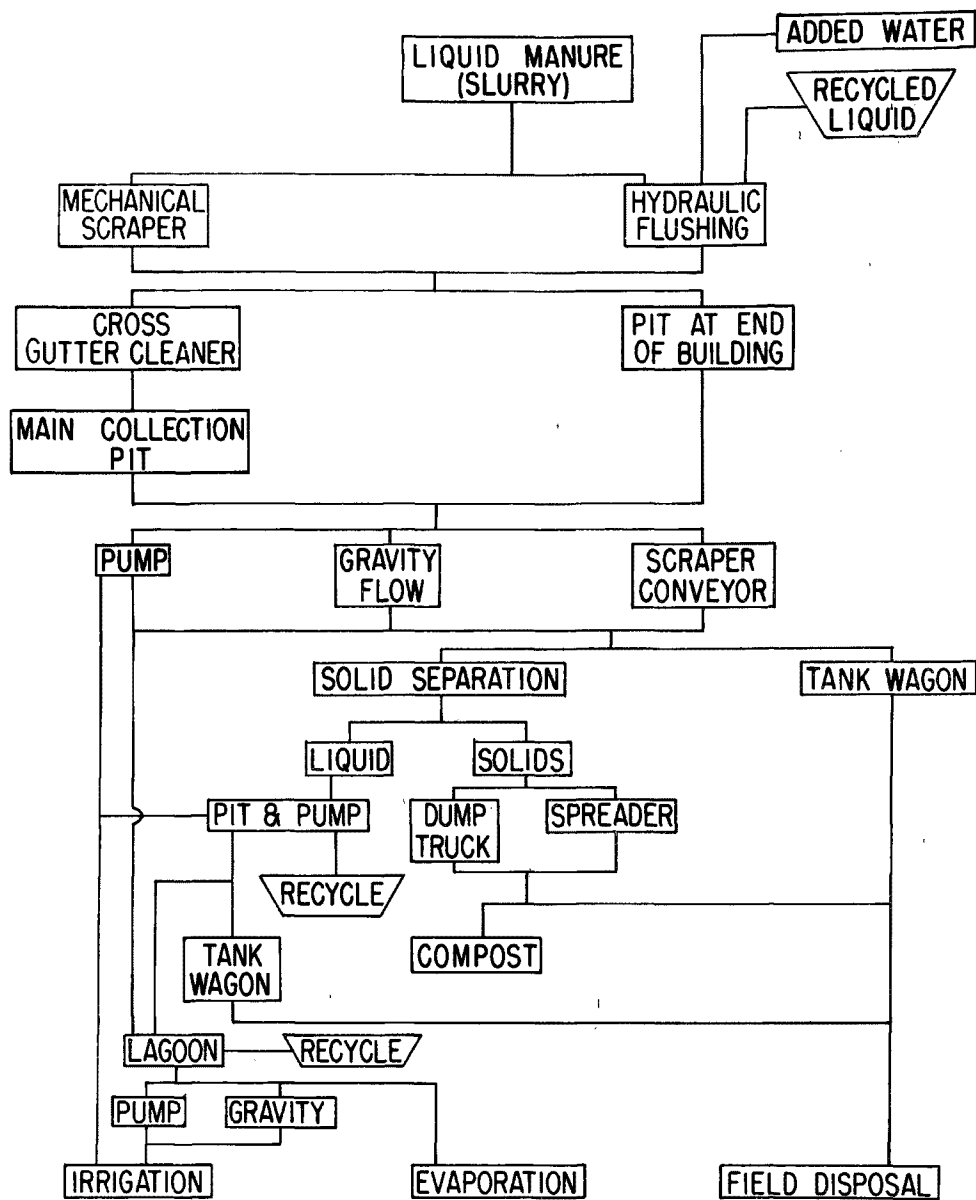 ADDED WATER
LIQUID MANURE
(SLURRY)
RECYCLED
LIQUID
MECHANICAL
SCRAPER
HYDRAULIC
FLUSHING
CROSS
GUTTER CLEANER
PIT AT END
OF BUILDING
MAIN COLLECTION
PIT
PUMP
GRAVITY
FLOW
SCRAPER
CONVEYOR
SOLID SEPARATION
TANK WAGON
LIQUID
SOLIDS
PIT & PUMP
DUMP
TRUCK
SPREADER
RECYCLE
TANK
WAGON
COMPOST
LAGOON
RECYCLE
PUMP
GRAVITY
IRRIGATION
EVAPORATION
FIELD DISPOSAL